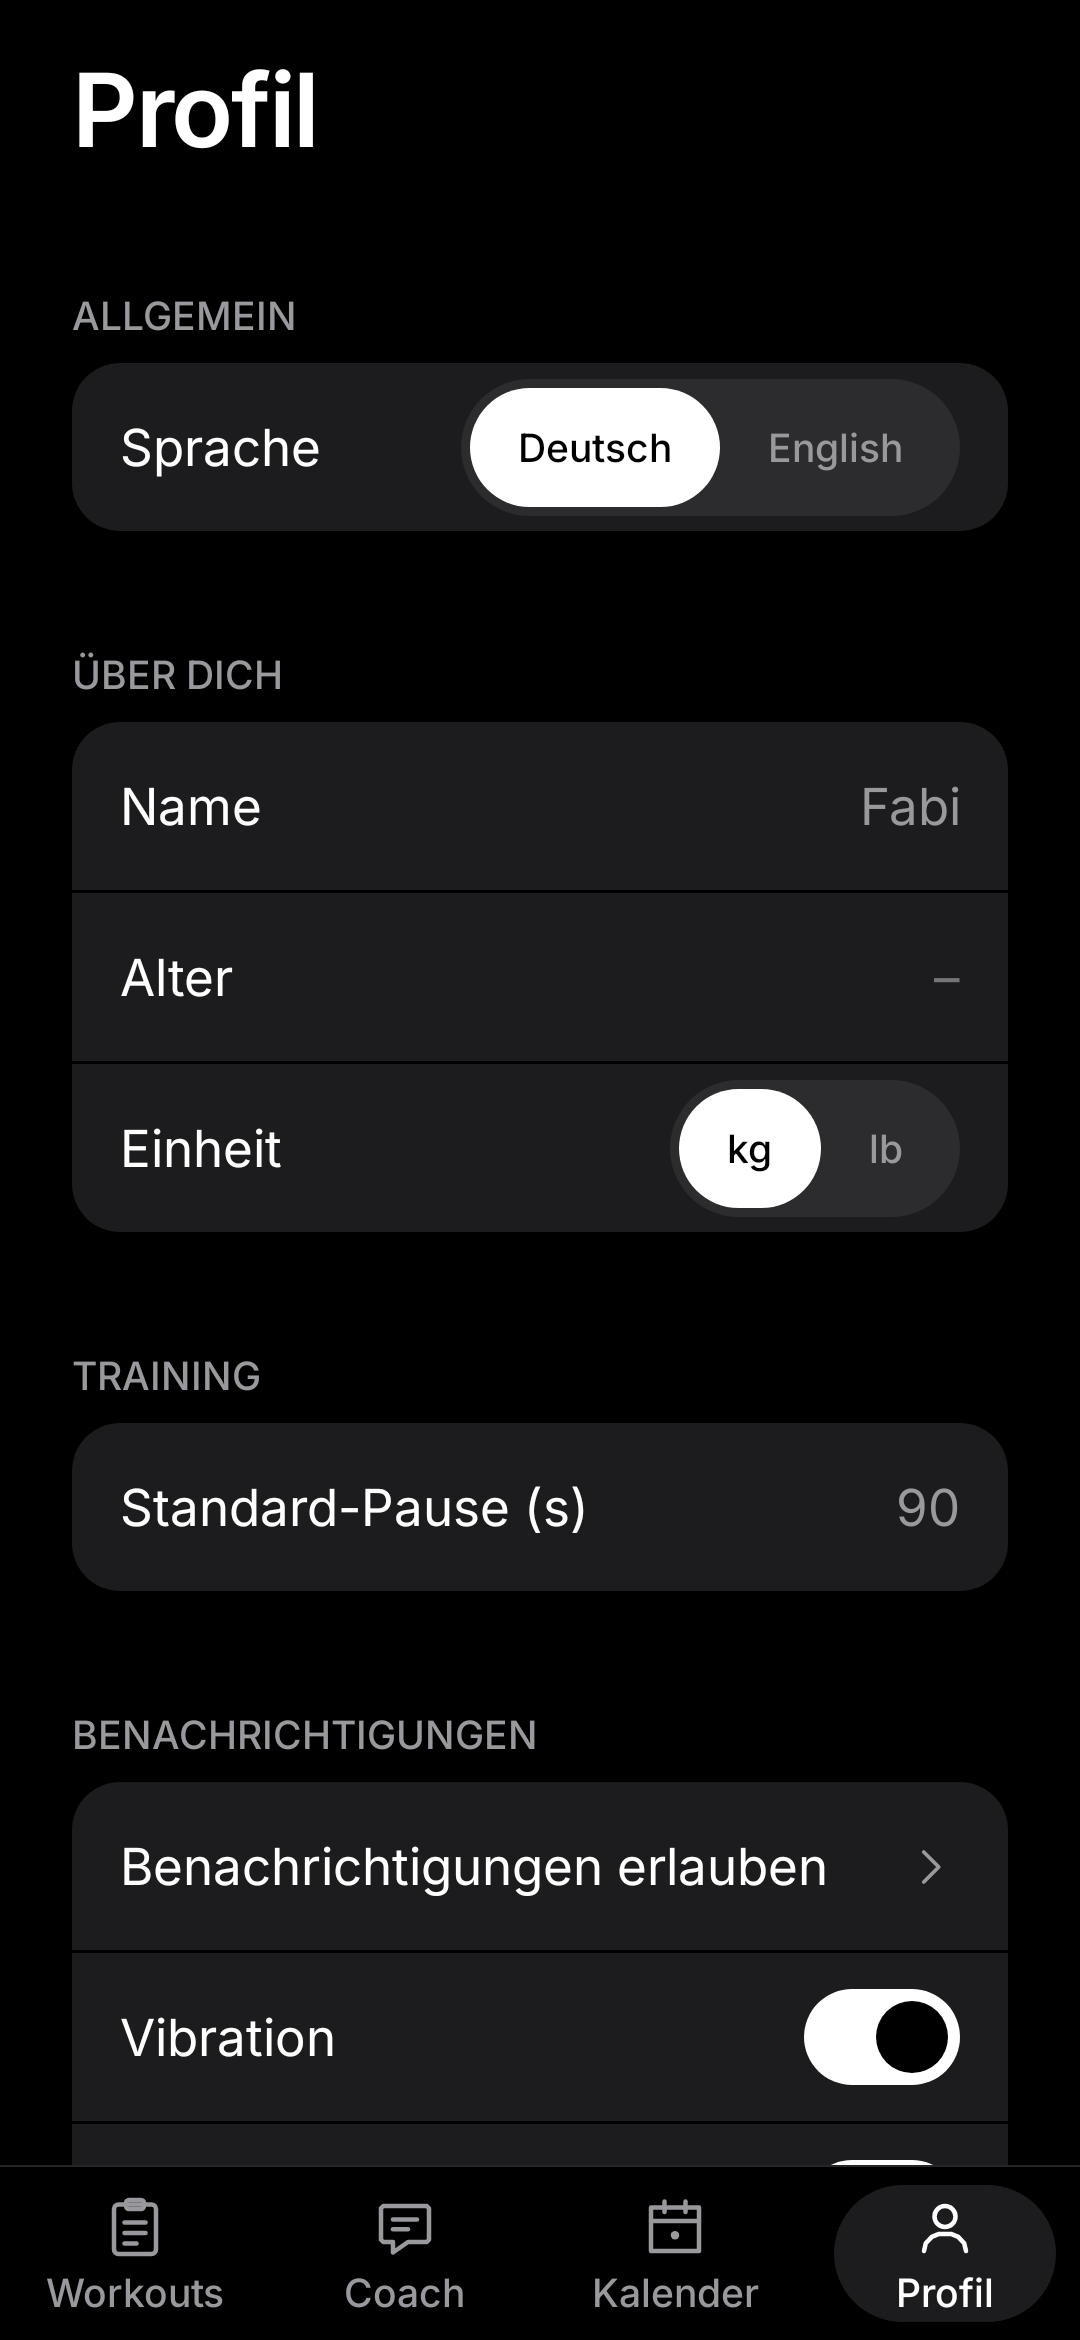 Profil
ALLGEMEIN
Sprache Deutsch English
ÜBER DICH
Name Fabi
Alter –
Einheit kg lb
TRAINING
Standard-Pause (s) 90
BENACHRICHTIGUNGEN
Benachrichtigungen erlauben
Vibration
Workouts Coach Kalender Profil